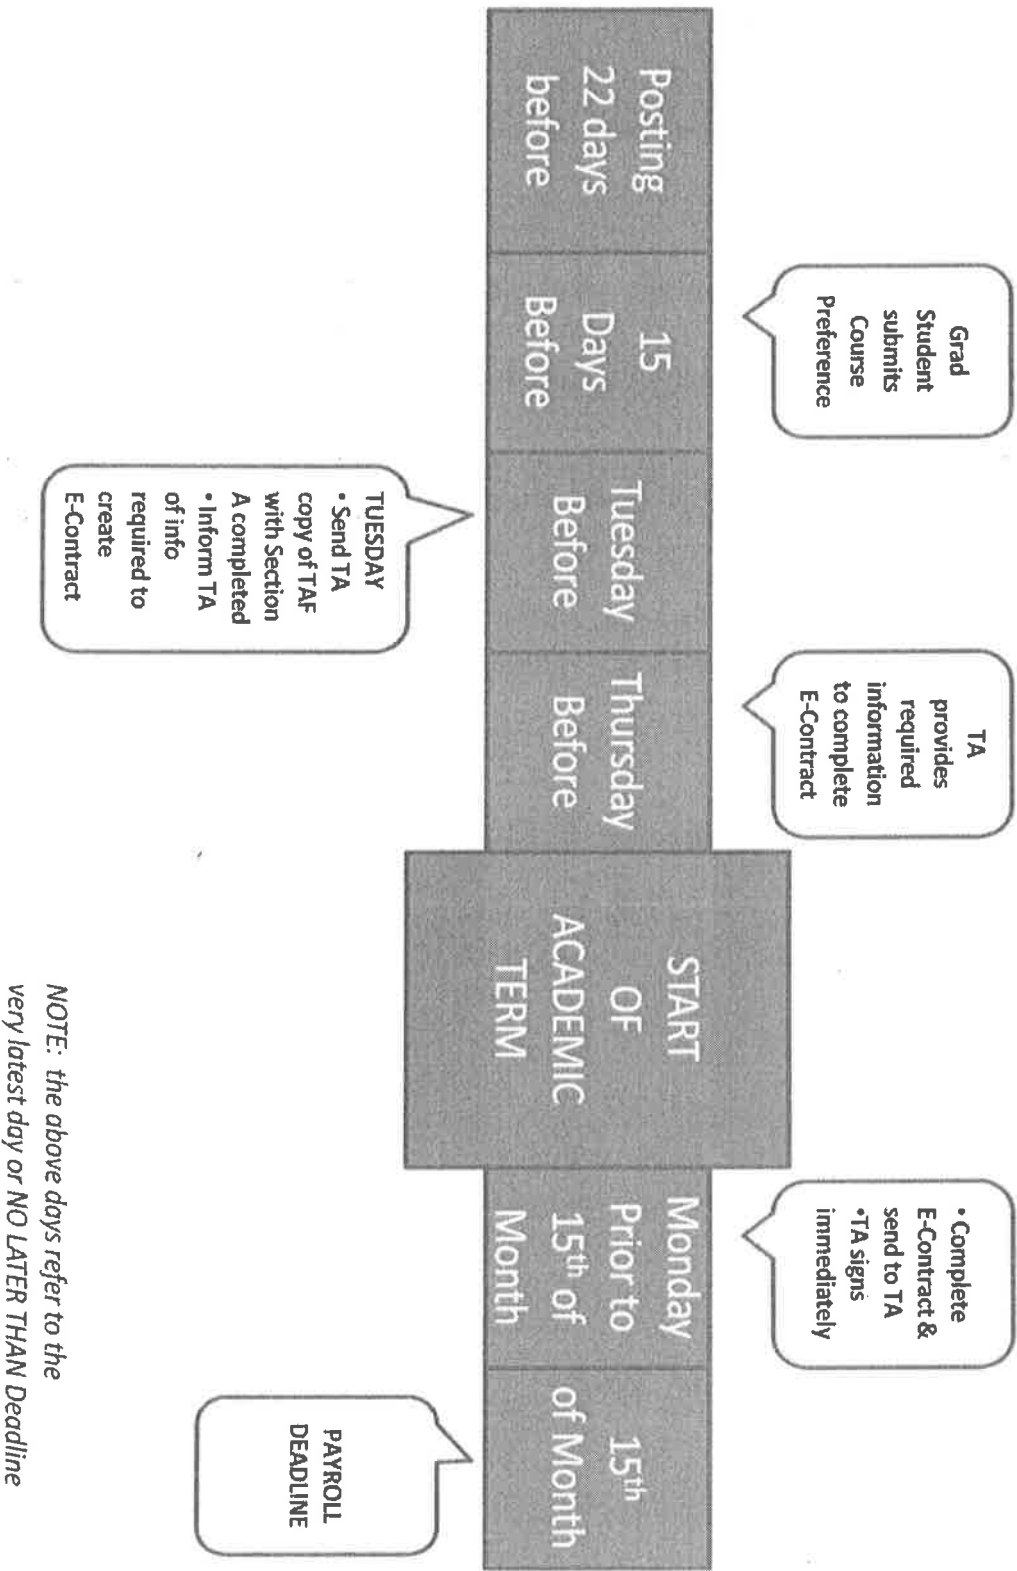 Grad
Student
submits
Course
Preference
TA
provides
required
information
to complete
E-Contract
• Complete
E-Contract &
send to TA
•TA signs
immediately
Posting
22 days
before
15
Days
Before
Tuesday
Before
Thursday
Before
START
OF
ACADEMIC
TERM
Monday
Prior to
15th of
Month
15th
of Month
TUESDAY
• Send TA
copy of TAF
with Section
A completed
• Inform TA
of info
required to
create
E-Contract
PAYROLL
DEADLINE
NOTE: the above days refer to the
very latest day or NO LATER THAN Deadline